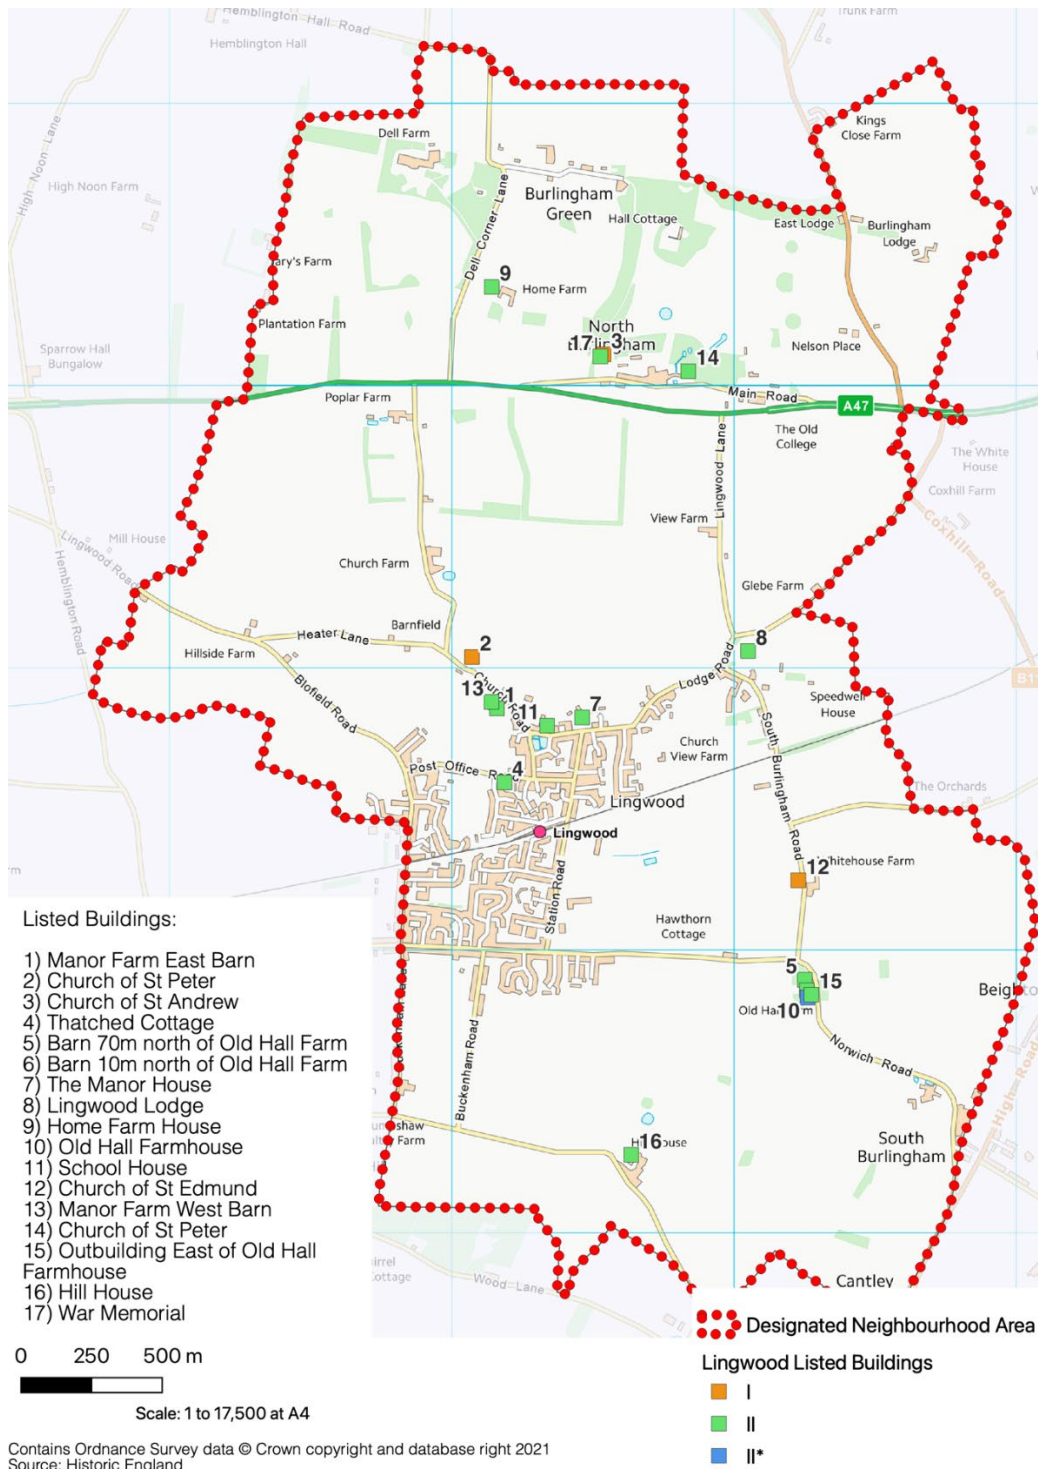 Hemblington Hall Road
Trunk Farm
Hemblington Hall
High Noon Lane
Dell Farm
Kings
Close Farm
High Noon Farm
Burlingham
Green
Hall Cottage
East Lodge
Burlingham
Lodge
Dell Corner Lane
ary's Farm
9
Home Farm
Plantation Farm
North
17
3
Nelson Place
Sparrow Hall
Bungalow
14
Poplar Farm
Main Road
A47
The Old
College
The White
House
Coxhill Farm
Lingwood Lane
View Farm
Coxhill Road
Mill House
Lingwood Road
Hemblington Road
Church Farm
Glebe Farm
Barnfield
Heater Lane
2
8
Hillside Farm
Lodge Road
Blofield Road
13
1
Church Road
11
7
Speedwell
House
B11
South Burlingham Road
Church
View Farm
Post Office Road
4
The Orchards
Lingwood
Lingwood
12
Whitehouse Farm
Station Road
Hawthorn
Cottage
5
15
10
Beighto
Norwich Road
High Road
Buckenham Road
South
Burlingham
16
Cottage
Wood Lane
Cantley
Listed Buildings:
1) Manor Farm East Barn
2) Church of St Peter
3) Church of St Andrew
4) Thatched Cottage
5) Barn 70m north of Old Hall Farm
6) Barn 10m north of Old Hall Farm
7) The Manor House
8) Lingwood Lodge
9) Home Farm House
10) Old Hall Farmhouse
11) School House
12) Church of St Edmund
13) Manor Farm West Barn
14) Church of St Peter
15) Outbuilding East of Old Hall
Farmhouse
16) Hill House
17) War Memorial
0 250 500 m
Scale: 1 to 17,500 at A4
Designated Neighbourhood Area
Lingwood Listed Buildings
I
II
II*
Contains Ordnance Survey data © Crown copyright and database right 2021
Source: Historic England